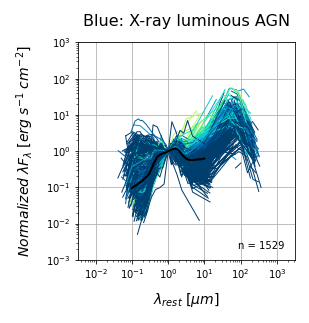 Blue: X-ray luminous AGN
Normalized λF_λ [erg s⁻¹ cm⁻²]
10³
10²
10¹
10⁰
10⁻¹
10⁻²
10⁻³
n = 1529
10⁻² 10⁻¹ 10⁰ 10¹ 10² 10³
λ_rest [μm]